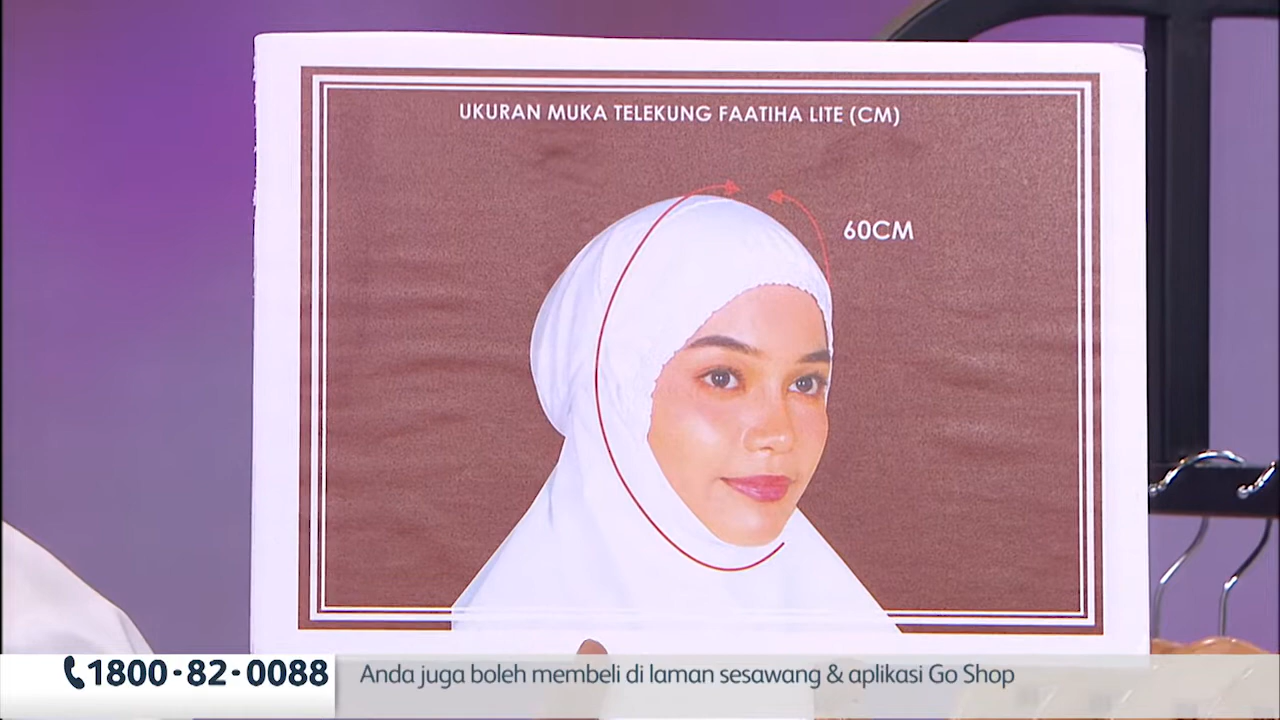 UKURAN MUKA TELEKUNG FAATIHA LITE (CM)
60CM
1800-82-0088
Anda juga boleh membeli di laman sesawang & aplikasi Go Shop